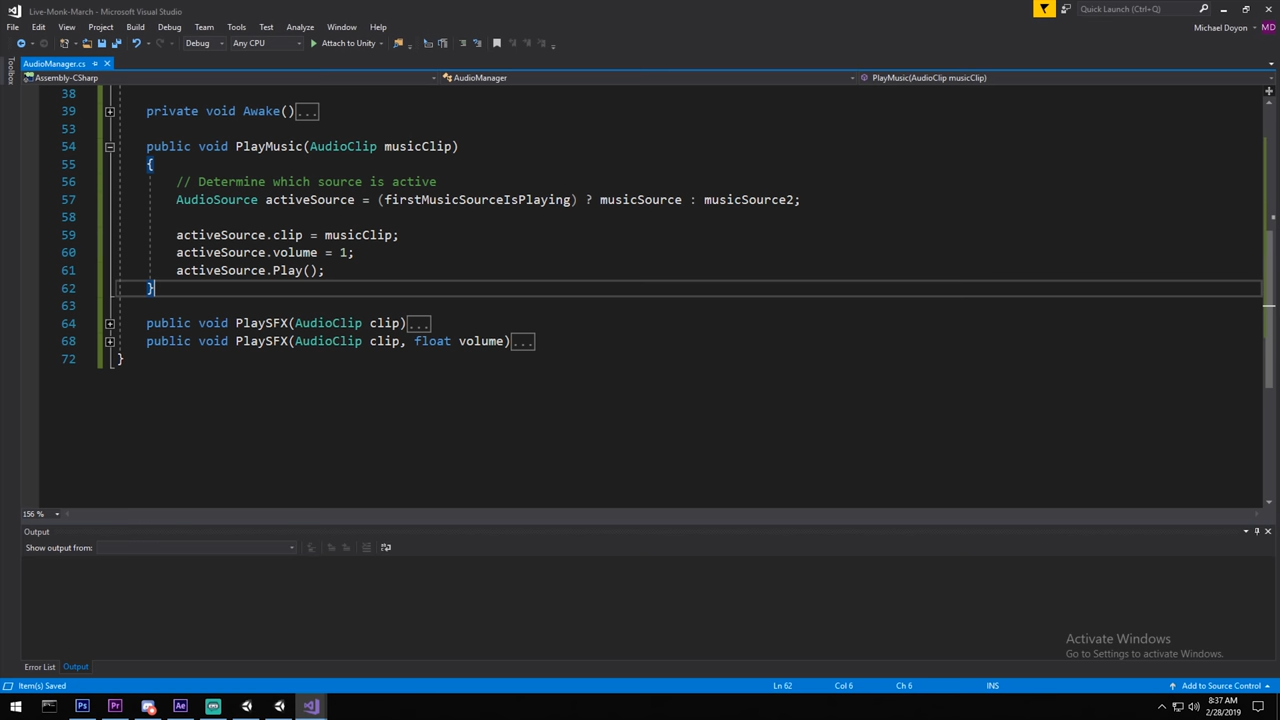 Live-Monk-March - Microsoft Visual Studio
Quick Launch (Ctrl+Q)
File Edit View Project Build Debug Team Tools Test Analyze Window Help
Michael Doyon MD
Debug Any CPU Attach to Unity
AudioManager.cs
Toolbox
Assembly-CSharp AudioManager PlayMusic(AudioClip musicClip)
38
39 private void Awake()...
53
54 public void PlayMusic(AudioClip musicClip)
55 {
56 // Determine which source is active
57 AudioSource activeSource = (firstMusicSourceIsPlaying) ? musicSource : musicSource2;
58
59 activeSource.clip = musicClip;
60 activeSource.volume = 1;
61 activeSource.Play();
62 }
63
64 public void PlaySFX(AudioClip clip)...
68 public void PlaySFX(AudioClip clip, float volume)...
72 }
156 %
Output
Show output from:
Activate Windows
Go to Settings to activate Windows.
Error List Output
Item(s) Saved Ln 62 Col 6 Ch 6 INS Add to Source Control
Ps Pr Ae
8:37 AM
2/28/2019